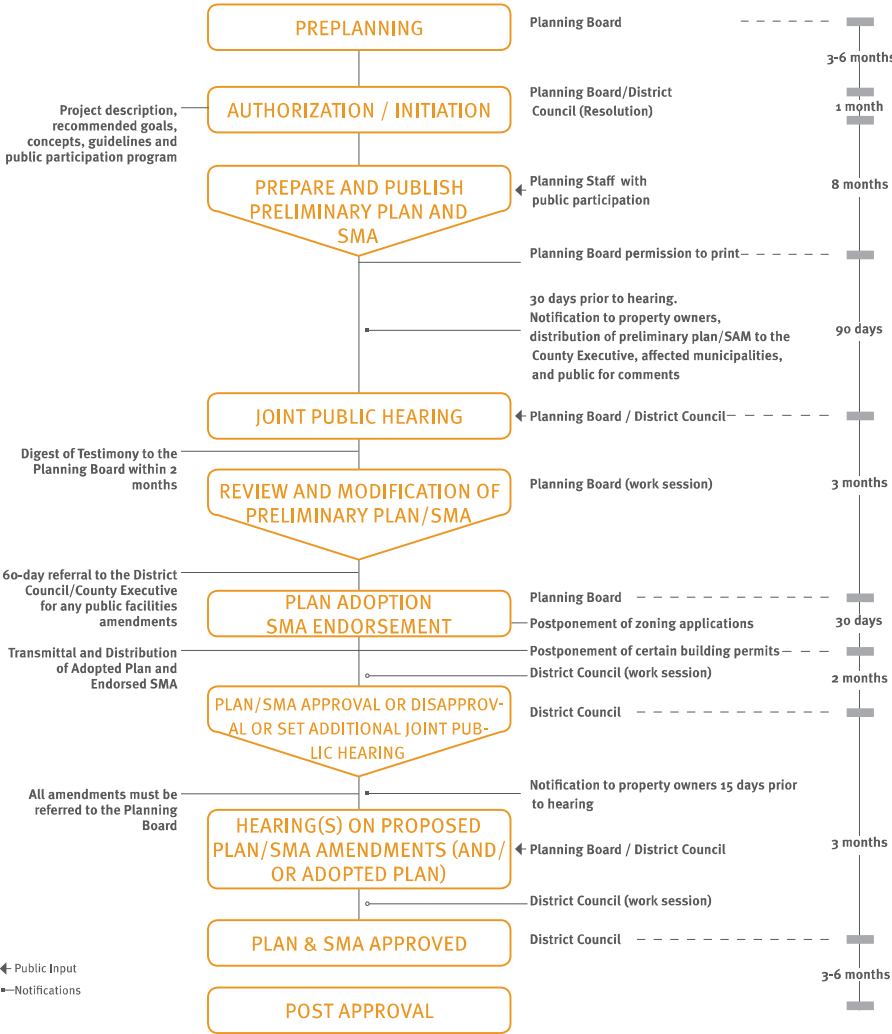 PREPLANNING
Planning Board
3-6 months
Project description,
recommended goals,
concepts, guidelines and
public participation program
AUTHORIZATION / INITIATION
Planning Board/District
Council (Resolution)
1 month
PREPARE AND PUBLISH
PRELIMINARY PLAN AND
SMA
Planning Staff with
public participation
8 months
Planning Board permission to print
30 days prior to hearing.
Notification to property owners,
distribution of preliminary plan/SAM to the
County Executive, affected municipalities,
and public for comments
90 days
JOINT PUBLIC HEARING
Planning Board / District Council
Digest of Testimony to the
Planning Board within 2
months
REVIEW AND MODIFICATION OF
PRELIMINARY PLAN/SMA
Planning Board (work session)
3 months
60-day referral to the District
Council/County Executive
for any public facilities
amendments
PLAN ADOPTION
SMA ENDORSEMENT
Planning Board
Postponement of zoning applications
30 days
Transmittal and Distribution
of Adopted Plan and
Endorsed SMA
Postponement of certain building permits
District Council (work session)
2 months
PLAN/SMA APPROVAL OR DISAPPROV-
AL OR SET ADDITIONAL JOINT PUB-
LIC HEARING
District Council
All amendments must be
referred to the Planning
Board
Notification to property owners 15 days prior
to hearing
HEARING(S) ON PROPOSED
PLAN/SMA AMENDMENTS (AND/
OR ADOPTED PLAN)
Planning Board / District Council
3 months
District Council (work session)
PLAN & SMA APPROVED
District Council
Public Input
Notifications
3-6 months
POST APPROVAL